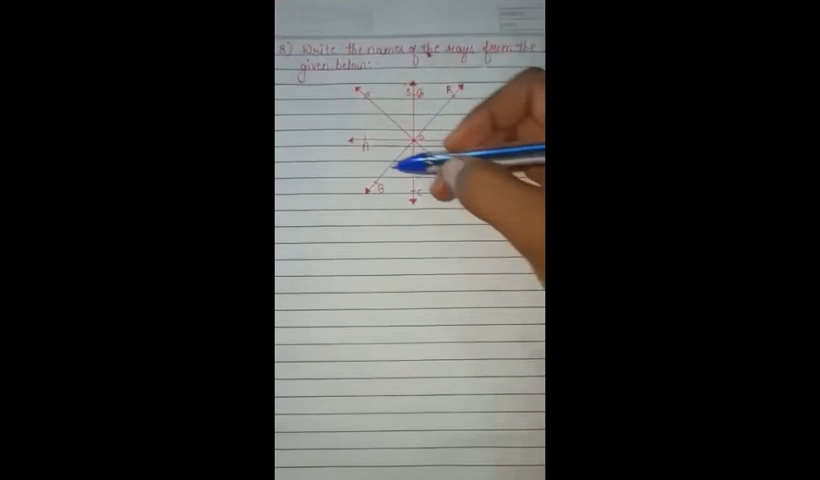 8) Write the names of the rays from the
given below:
R
O
A
B
C